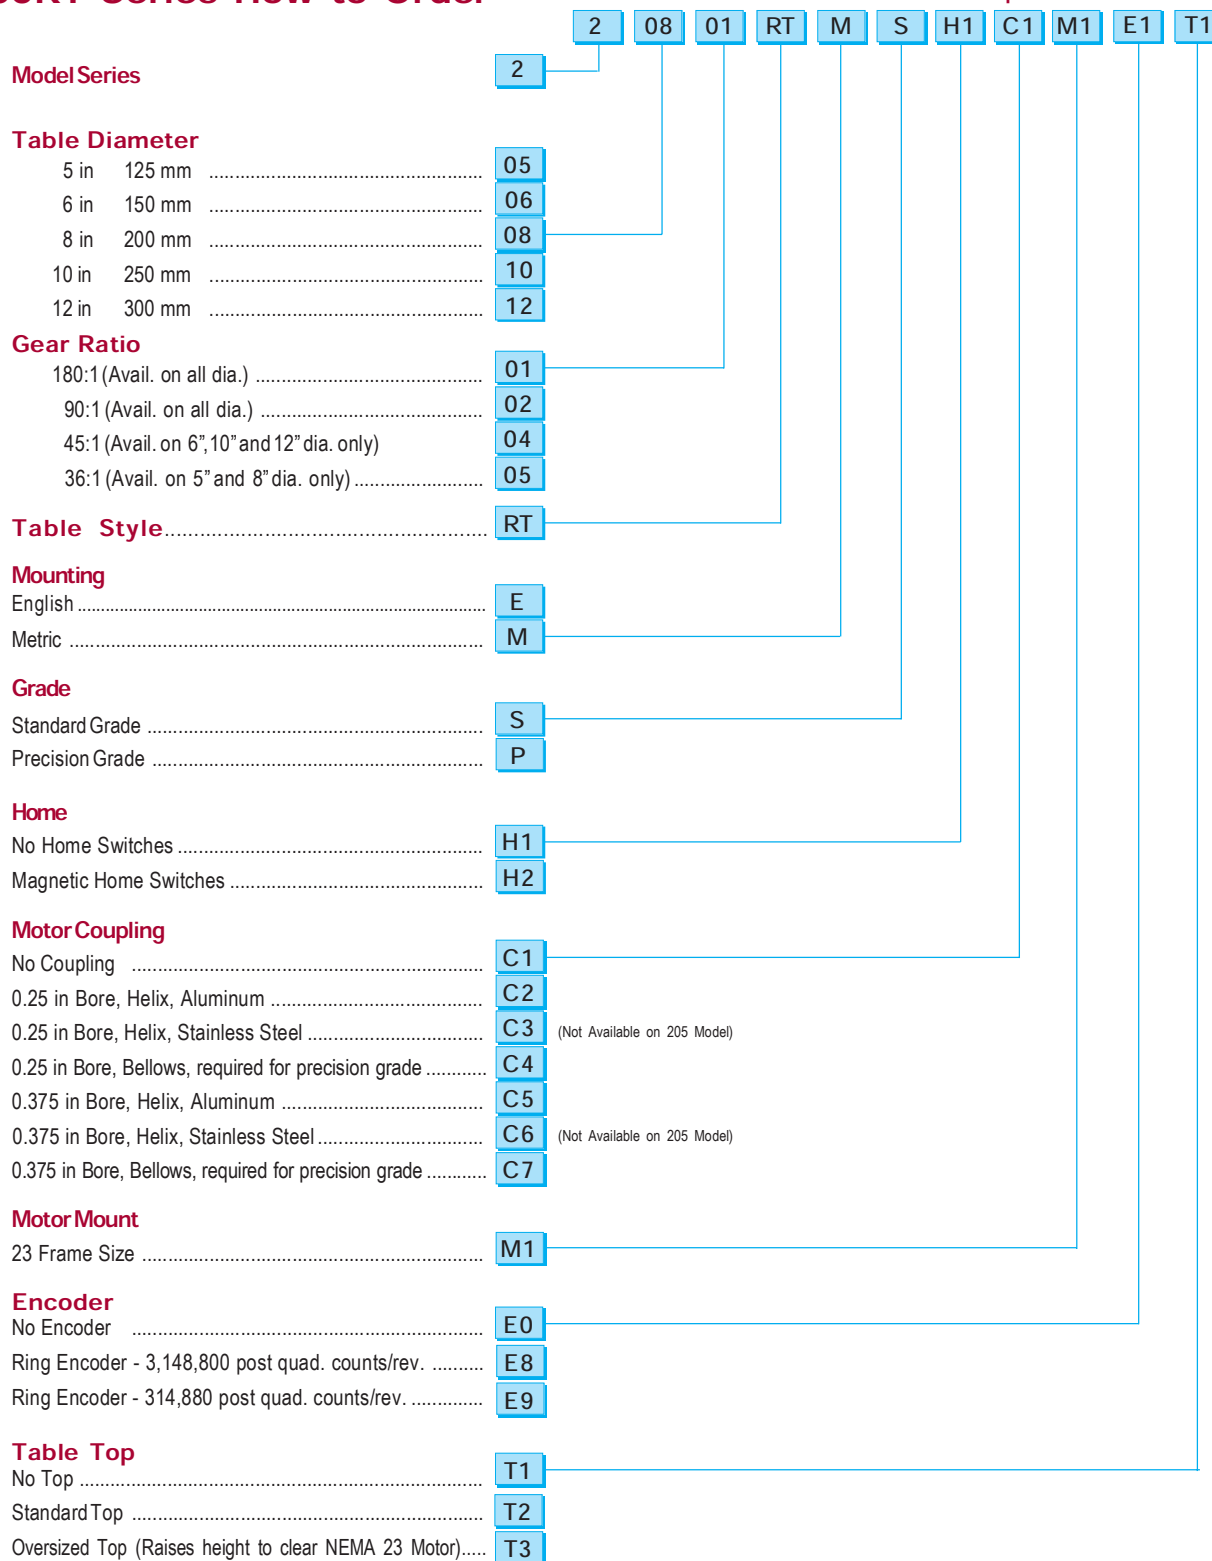 Series How to Order
2 08 01 RT M S H1 C1 M1 E1 T1
Model Series 2
Table Diameter
5 in 125 mm .................................................... 05
6 in 150 mm .................................................... 06
8 in 200 mm .................................................... 08
10 in 250 mm .................................................... 10
12 in 300 mm .................................................... 12
Gear Ratio
180:1 (Avail. on all dia.) ........................................... 01
90:1 (Avail. on all dia.) .......................................... 02
45:1 (Avail. on 6”,10” and 12” dia. only) 04
36:1 (Avail. on 5” and 8” dia. only) ......................... 05
Table Style...................................................... RT
Mounting
English ........................................................................................ E
Metric ............................................................................... M
Grade
Standard Grade ................................................................ S
Precision Grade ............................................................... P
Home
No Home Switches .......................................................... H1
Magnetic Home Switches ................................................ H2
Motor Coupling
No Coupling ................................................................... C1
0.25 in Bore, Helix, Aluminum ......................................... C2
0.25 in Bore, Helix, Stainless Steel .................................. C3 (Not Available on 205 Model)
0.25 in Bore, Bellows, required for precision grade ............ C4
0.375 in Bore, Helix, Aluminum ....................................... C5
0.375 in Bore, Helix, Stainless Steel ................................ C6 (Not Available on 205 Model)
0.375 in Bore, Bellows, required for precision grade ............ C7
Motor Mount
23 Frame Size ................................................................. M1
Encoder
No Encoder ................................................................... E0
Ring Encoder - 3,148,800 post quad. counts/rev. .......... E8
Ring Encoder - 314,880 post quad. counts/rev. .............. E9
Table Top
No Top ............................................................................. T1
Standard Top ................................................................... T2
Oversized Top (Raises height to clear NEMA 23 Motor)..... T3